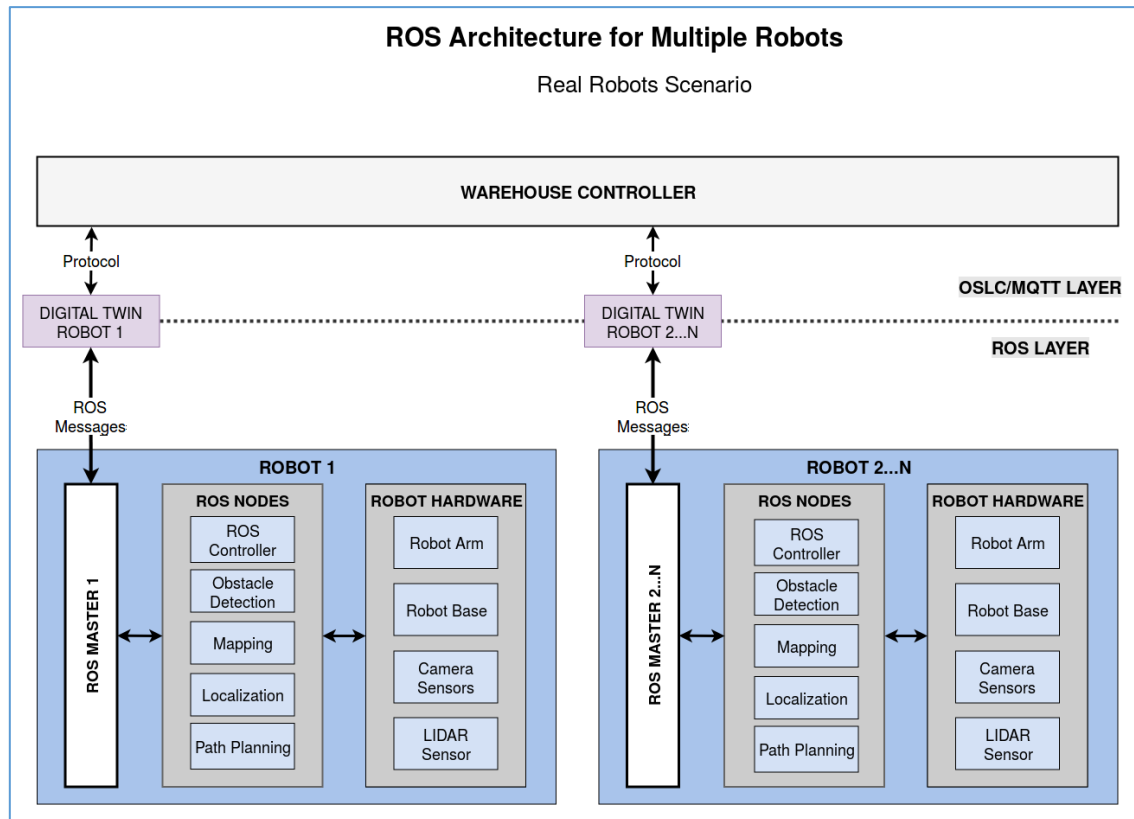 ROS Architecture for Multiple Robots
Real Robots Scenario
WAREHOUSE CONTROLLER
Protocol
Protocol
OSLC/MQTT LAYER
DIGITAL TWIN
ROBOT 1
DIGITAL TWIN
ROBOT 2...N
ROS LAYER
ROS
Messages
ROS
Messages
ROBOT 1
ROS MASTER 1
ROS NODES
ROS
Controller
Obstacle
Detection
Mapping
Localization
Path Planning
ROBOT HARDWARE
Robot Arm
Robot Base
Camera
Sensors
LIDAR
Sensor
ROBOT 2...N
ROS MASTER 2...N
ROS NODES
ROS
Controller
Obstacle
Detection
Mapping
Localization
Path Planning
ROBOT HARDWARE
Robot Arm
Robot Base
Camera
Sensors
LIDAR
Sensor